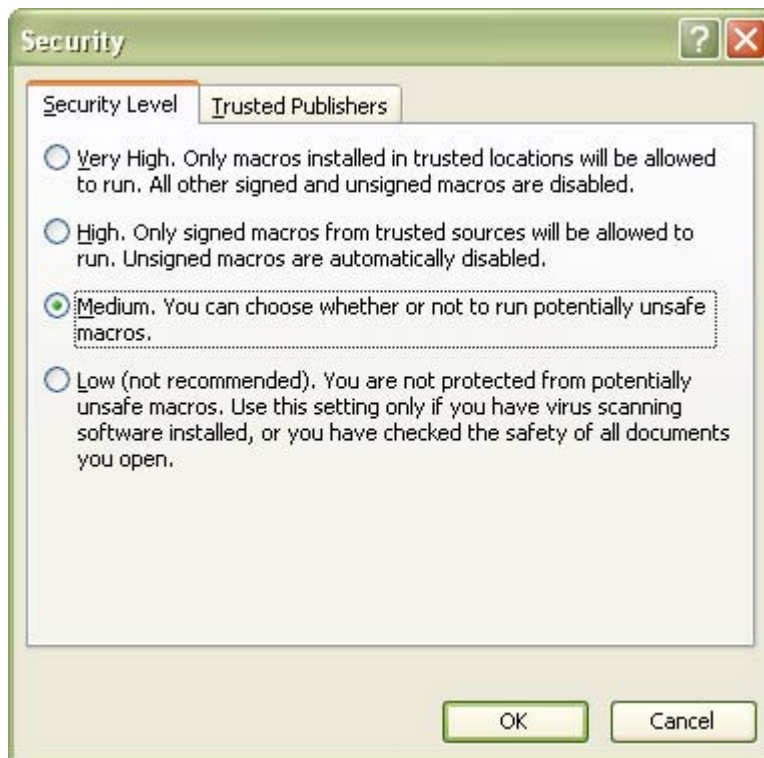 Security
Security Level
Trusted Publishers
Very High. Only macros installed in trusted locations will be allowed
to run. All other signed and unsigned macros are disabled.
High. Only signed macros from trusted sources will be allowed to
run. Unsigned macros are automatically disabled.
Medium. You can choose whether or not to run potentially unsafe
macros.
Low (not recommended). You are not protected from potentially
unsafe macros. Use this setting only if you have virus scanning
software installed, or you have checked the safety of all documents
you open.
OK
Cancel